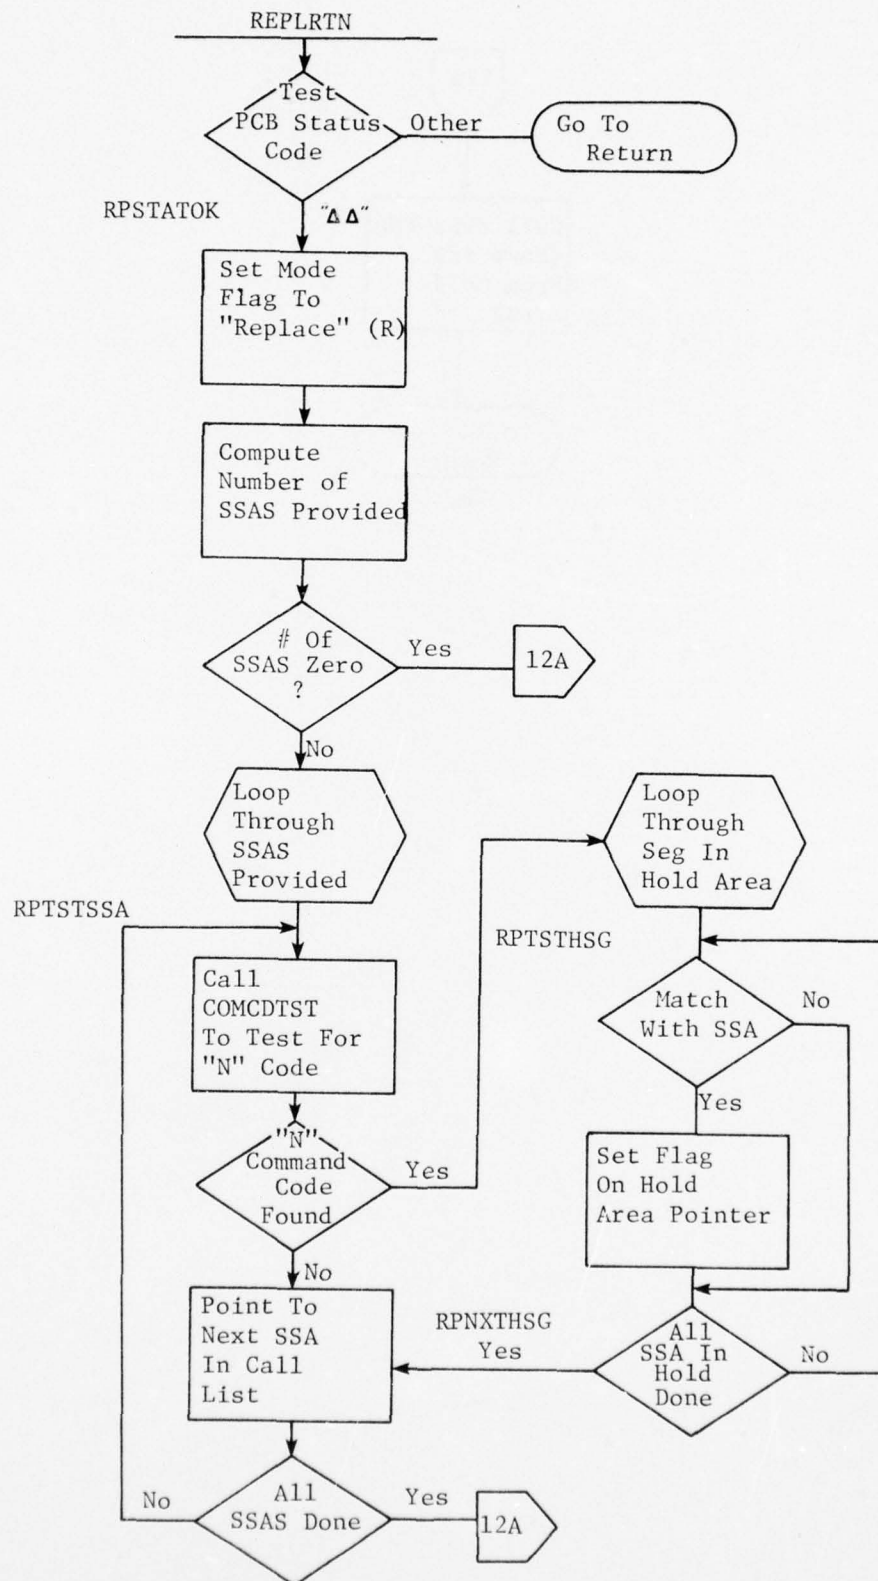 REPLRTN
Test
PCB Status
Code
Other
Go To
Return
RPSTATOK
"Δ Δ"
Set Mode
Flag To
"Replace" (R)
Compute
Number of
SSAS Provided
# Of
SSAS Zero
?
Yes
12A
No
Loop
Through
SSAS
Provided
RPTSTSSA
Call
COMCDTST
To Test For
"N" Code
"N"
Command
Code
Found
Yes
No
Loop
Through
Seg In
Hold Area
RPTSTHSG
Match
With SSA
No
Yes
Set Flag
On Hold
Area Pointer
All
SSA In
Hold
Done
No
RPNXTHSG
Yes
Point To
Next SSA
In Call
List
All
SSAS Done
No
Yes
12A